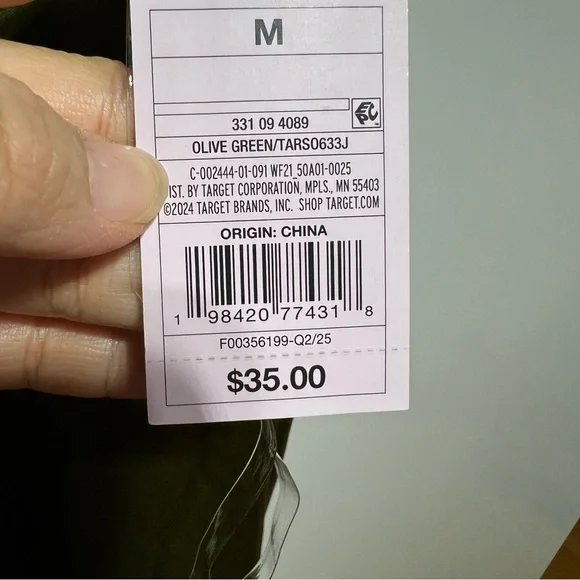 M
EPC
331 09 4089
OLIVE GREEN/TARSO633J
C-002444-01-091 WF21_50A01-0025
IST. BY TARGET CORPORATION, MPLS., MN 55403
©2024 TARGET BRANDS, INC. SHOP TARGET.COM
ORIGIN: CHINA
1 98420 77431 8
F00356199-Q2/25
$35.00